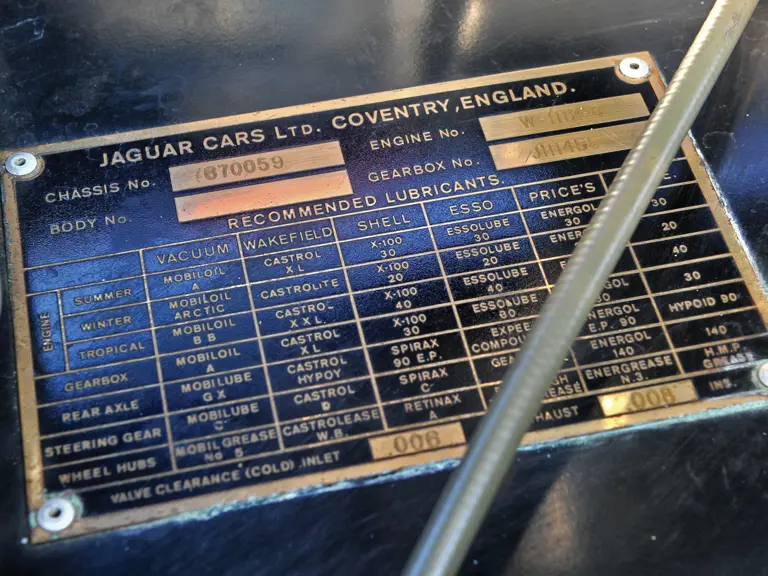 JAGUAR CARS LTD. COVENTRY, ENGLAND.
CHASSIS No. 670059 ENGINE No.
BODY No. GEARBOX No.
RECOMMENDED LUBRICANTS.
VACUUM WAKEFIELD SHELL ESSO PRICE'S
ENGINE
SUMMER MOBILOIL A CASTROL XL X-100 30 ESSOLUBE 30 ENERGOL 30 30
WINTER MOBILOIL ARCTIC CASTROLITE X-100 20 ESSOLUBE 20 20
TROPICAL MOBILOIL BB CASTROL XXL. X-100 40 ESSOLUBE 40 40
GEARBOX MOBILOIL A CASTROL XL X-100 30 ESSOLUBE 30 30 30
REAR AXLE MOBILUBE GX CASTROL HYPOY SPIRAX 90 E.P. EXPEE ENERGOL E.P. 90 HYPOID 90
STEERING GEAR MOBILUBE C CASTROL D SPIRAX C ENERGOL 140 140
WHEEL HUBS MOBILGREASE No 5 CASTROLEASE W.B. RETINAX A ENERGREASE N.3. H.M.P. GREASE
VALVE CLEARANCE (COLD). INLET .006 .008 INS.